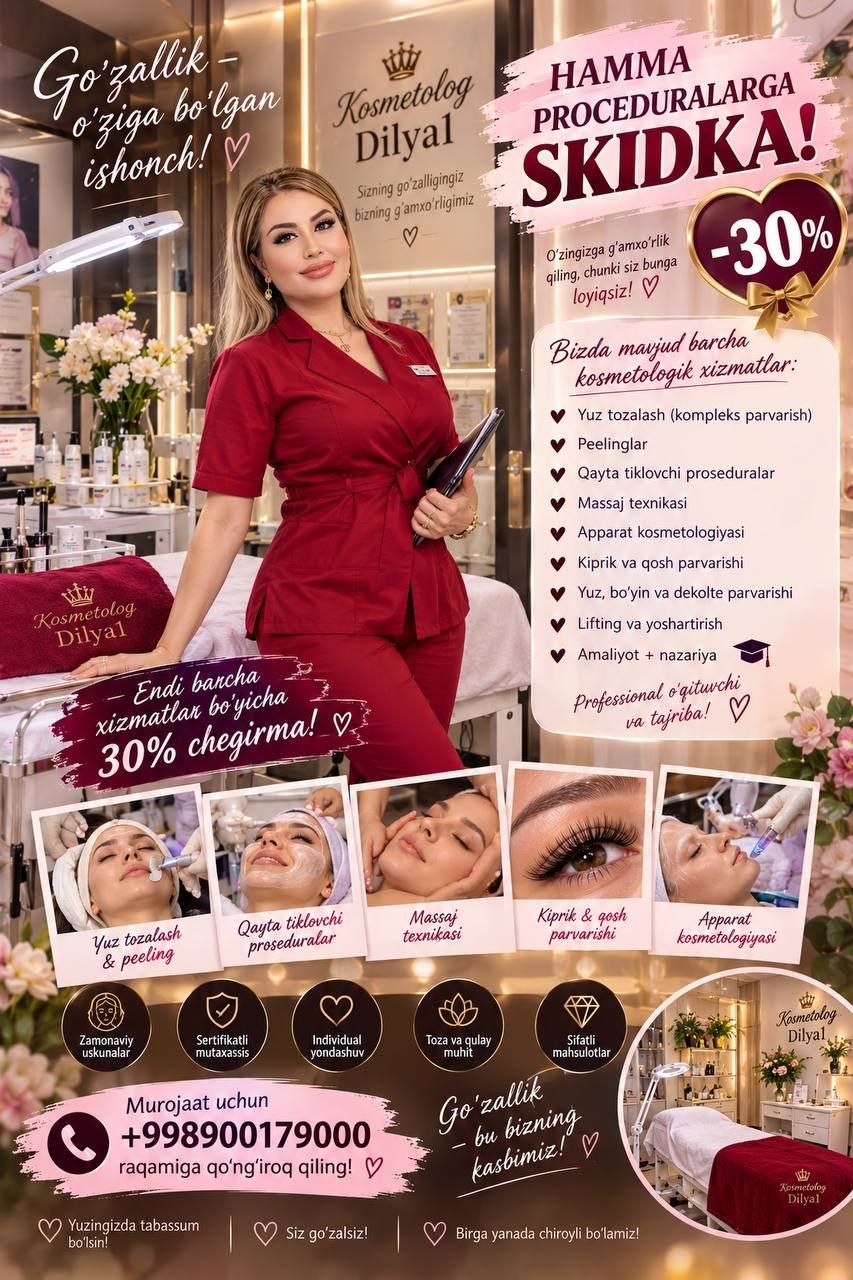 Go'zallik –
o'ziga bo'lgan
ishonch!
Kosmetolog
Dilya1
Sizning go'zalligingiz
bizning g'amxo'rligimiz
HAMMA
PROCEDURALARGA
SKIDKA!
-30%
O'zingizga g'amxo'rlik
qiling, chunki siz bunga
loyiqsiz!
Bizda mavjud barcha
kosmetologik xizmatlar:
Yuz tozalash (kompleks parvarish)
Peelinglar
Qayta tiklovchi proseduralar
Massaj texnikasi
Apparat kosmetologiyasi
Kiprik va qosh parvarishi
Yuz, bo'yin va dekolte parvarishi
Lifting va yoshartirish
Amaliyot + nazariya
Professional o'qituvchi
va tajriba!
Kosmetolog
Dilya1
Endi barcha
xizmatlar bo'yicha
30% chegirma!
Yuz tozalash
& peeling
Qayta tiklovchi
proseduralar
Massaj
texnikasi
Kiprik & qosh
parvarishi
Apparat
kosmetologiyasi
Zamonaviy
uskunalar
Sertifikatli
mutaxassis
Individual
yondashuv
Toza va qulay
muhit
Sifatli
mahsulotlar
Kosmetolog
Dilya1
Kosmetolog
Dilya1
Murojaat uchun
+998900179000
raqamiga qo'ng'iroq qiling!
Go'zallik
– bu bizning
kasbimiz!
Yuzingizda tabassum
bo'lsin!
Siz go'zalsiz!
Birga yanada chiroyli bo'lamiz!